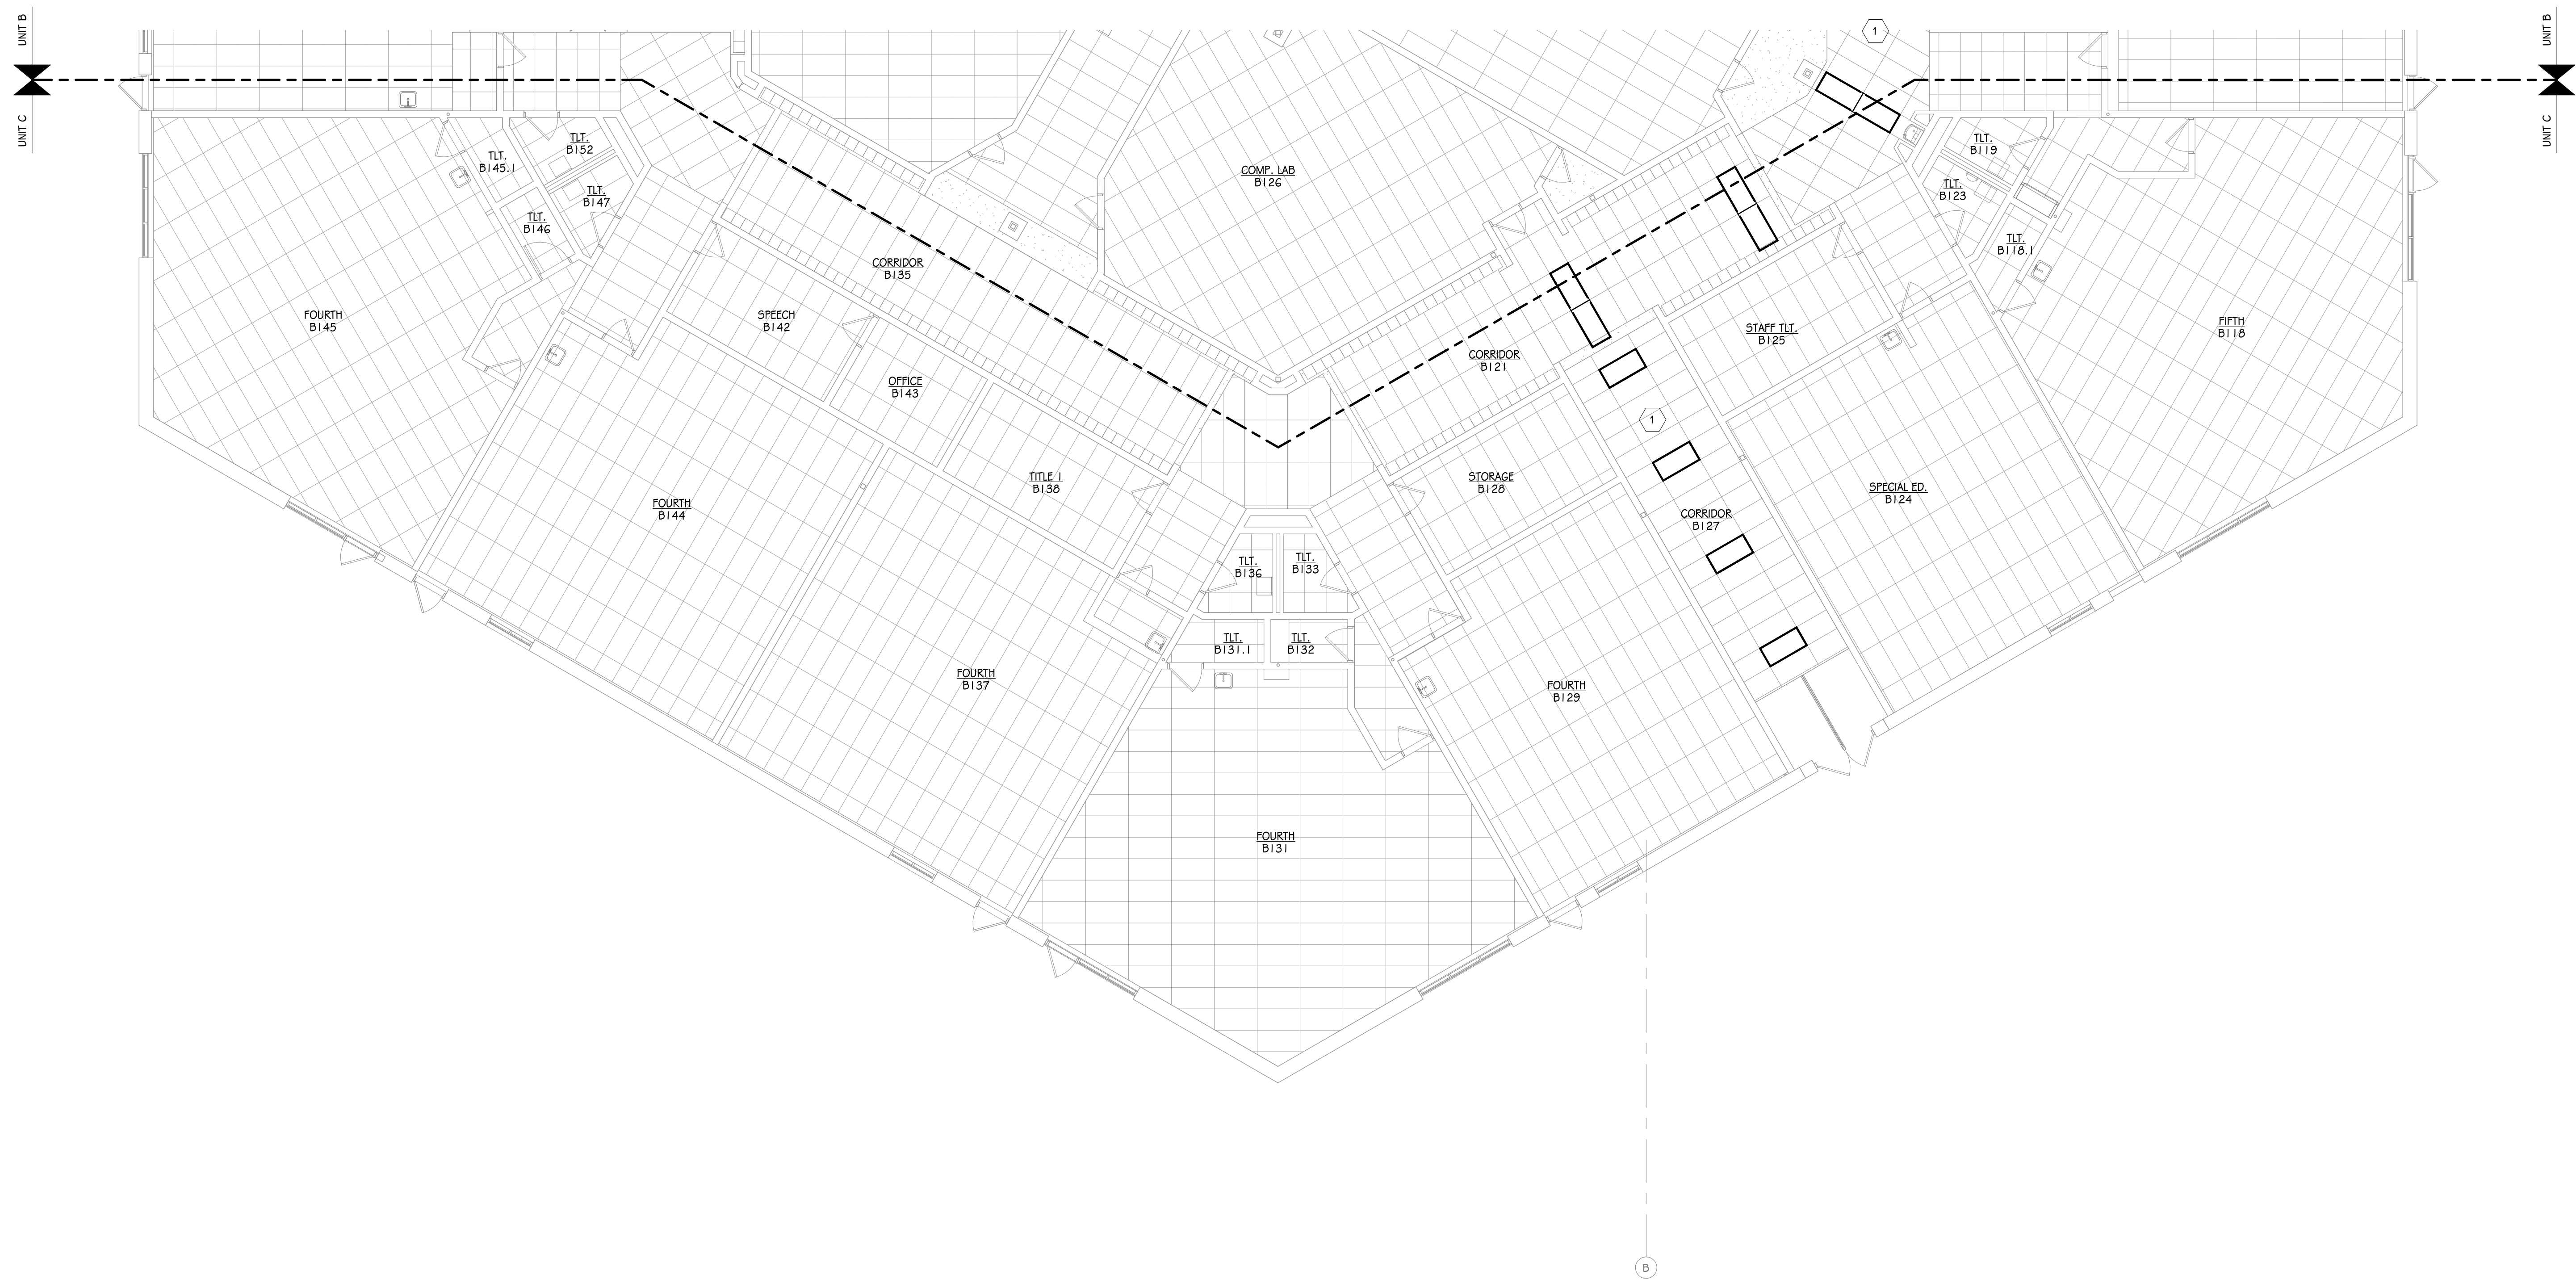 UNIT B
UNIT C
UNIT B
UNIT C
1
TLT.
B152
TLT.
B145.1
TLT.
B147
TLT.
B146
COMP. LAB
B126
TLT.
B119
TLT.
B123
TLT.
B118.1
CORRIDOR
B135
FOURTH
B145
SPEECH
B142
STAFF TLT.
B125
FIFTH
B118
CORRIDOR
B121
OFFICE
B143
1
TITLE 1
B138
STORAGE
B128
SPECIAL ED.
B124
FOURTH
B144
CORRIDOR
B127
TLT.
B136
TLT.
B133
TLT.
B131.1
TLT.
B132
FOURTH
B137
FOURTH
B129
FOURTH
B131
B